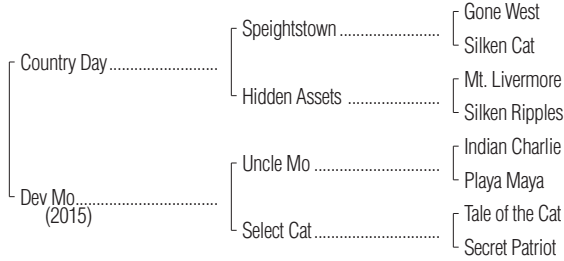 Gone West
Speightstown ....................
Silken Cat
Country Day .........................
Mt. Livermore
Hidden Assets ...................
Silken Ripples
Indian Charlie
Uncle Mo ..........................
Playa Maya
Dev Mo.................................
(2015)
Tale of the Cat
Select Cat..........................
Secret Patriot